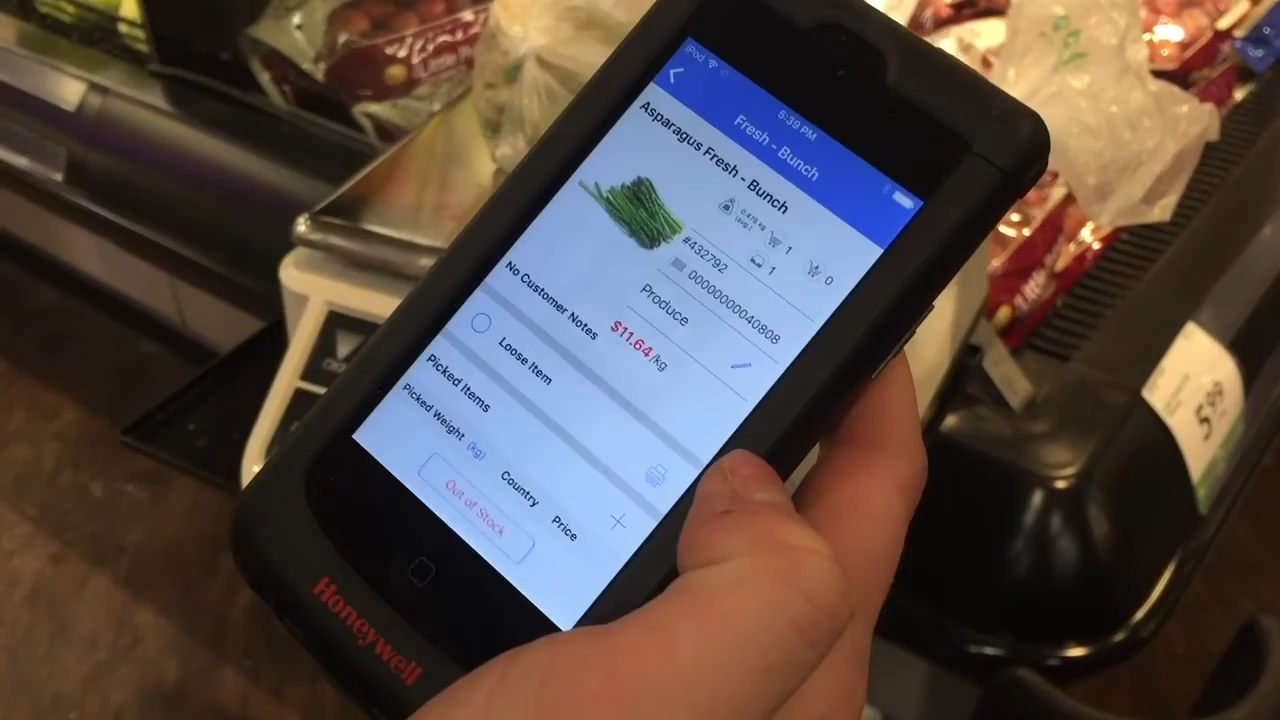 iPod
5:39 PM
Fresh - Bunch
Asparagus Fresh - Bunch
0.475 kg
(avg.)
1
0
#432792
1
00000000040808
Produce
$11.64 /kg
No Customer Notes
Loose Item
Picked Items
Picked Weight (kg)
Country
Price
Out of Stock
Honeywell
Little
5.99